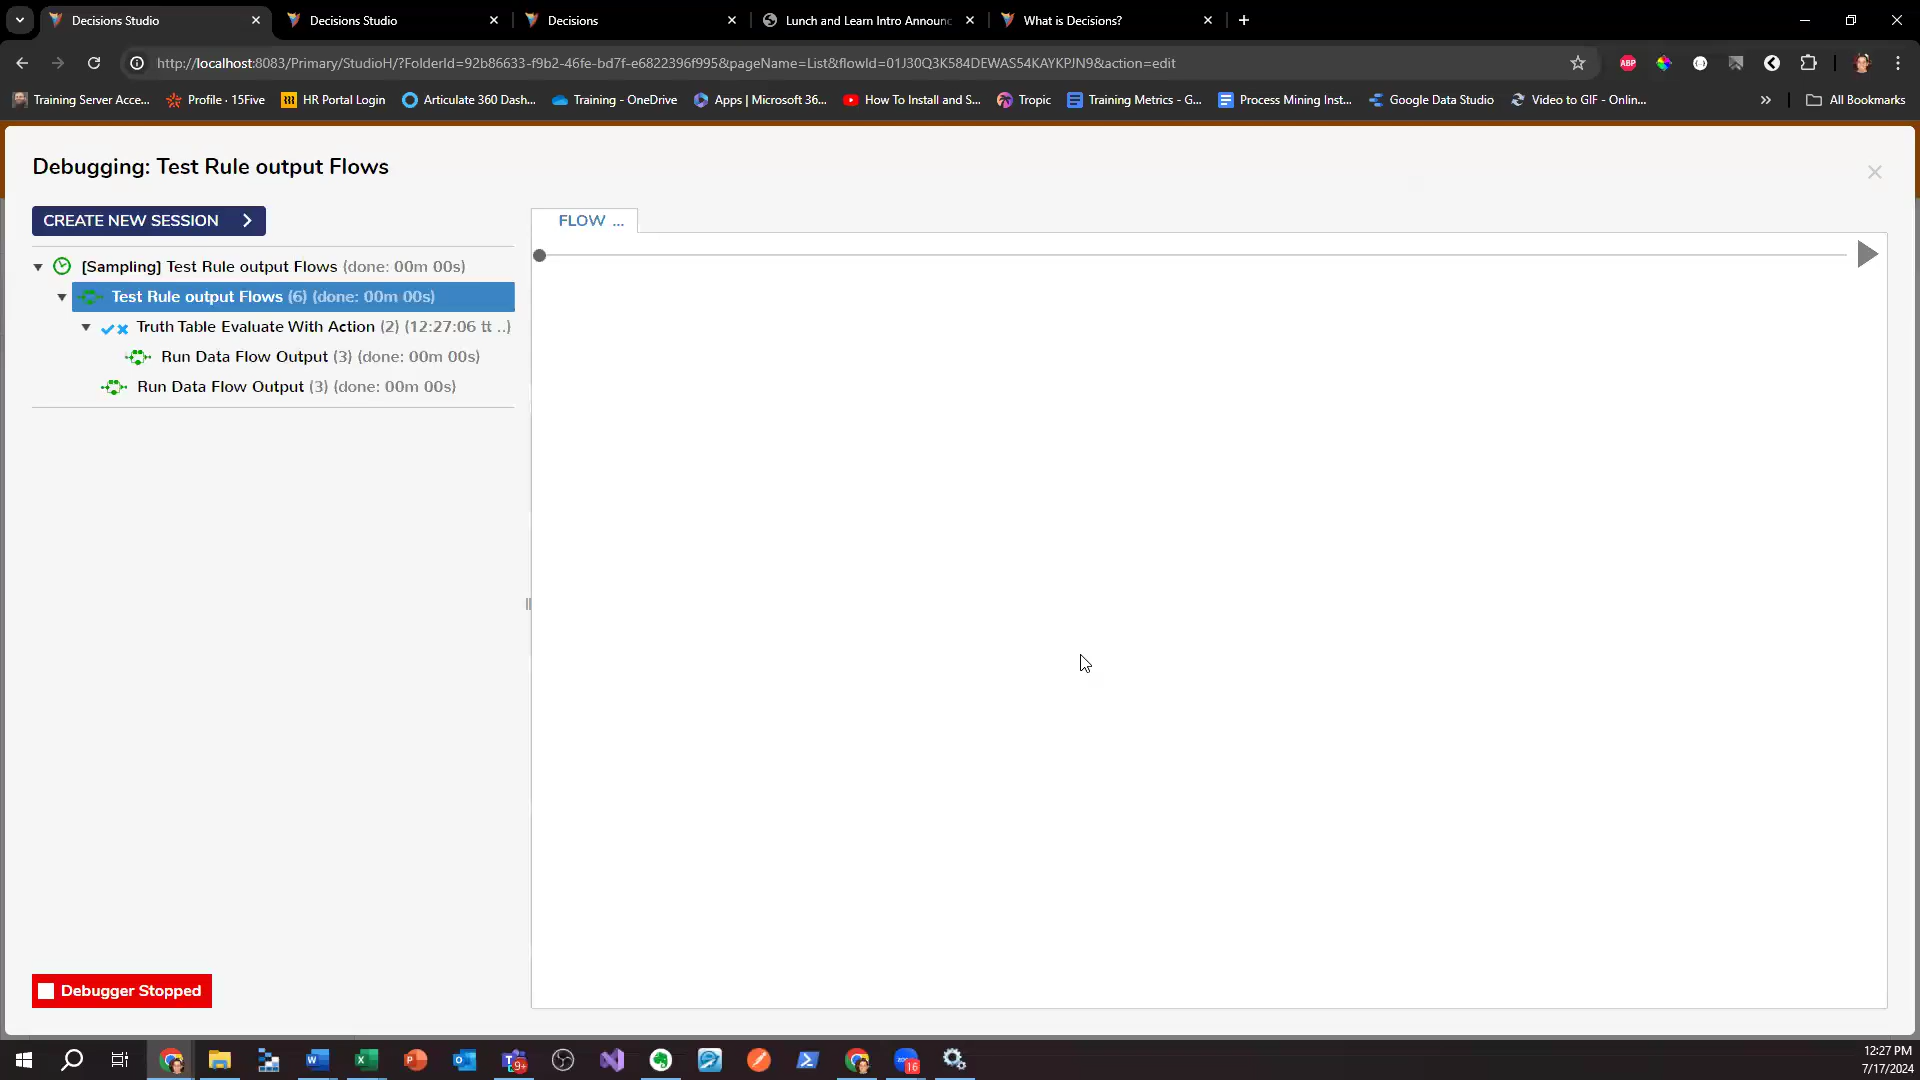 Decisions Studio
Decisions Studio
Decisions
Lunch and Learn Intro Announc
What is Decisions?
http://localhost:8083/Primary/StudioH/?FolderId=92b86633-f9b2-46fe-bd7f-e6822396f995&pageName=List&flowId=01J30Q3K584DEWAS54KAYKPJN9&action=edit
ABP
Training Server Acce...
Profile · 15Five
HR Portal Login
Articulate 360 Dash...
Training - OneDrive
Apps | Microsoft 36...
How To Install and S...
Tropic
Training Metrics - G...
Process Mining Inst...
Google Data Studio
Video to GIF - Onlin...
All Bookmarks
Debugging: Test Rule output Flows
CREATE NEW SESSION
FLOW ...
[Sampling] Test Rule output Flows (done: 00m 00s)
Test Rule output Flows (6) (done: 00m 00s)
Truth Table Evaluate With Action (2) (12:27:06 tt ..)
Run Data Flow Output (3) (done: 00m 00s)
Run Data Flow Output (3) (done: 00m 00s)
Debugger Stopped
9+
16
12:27 PM
7/17/2024